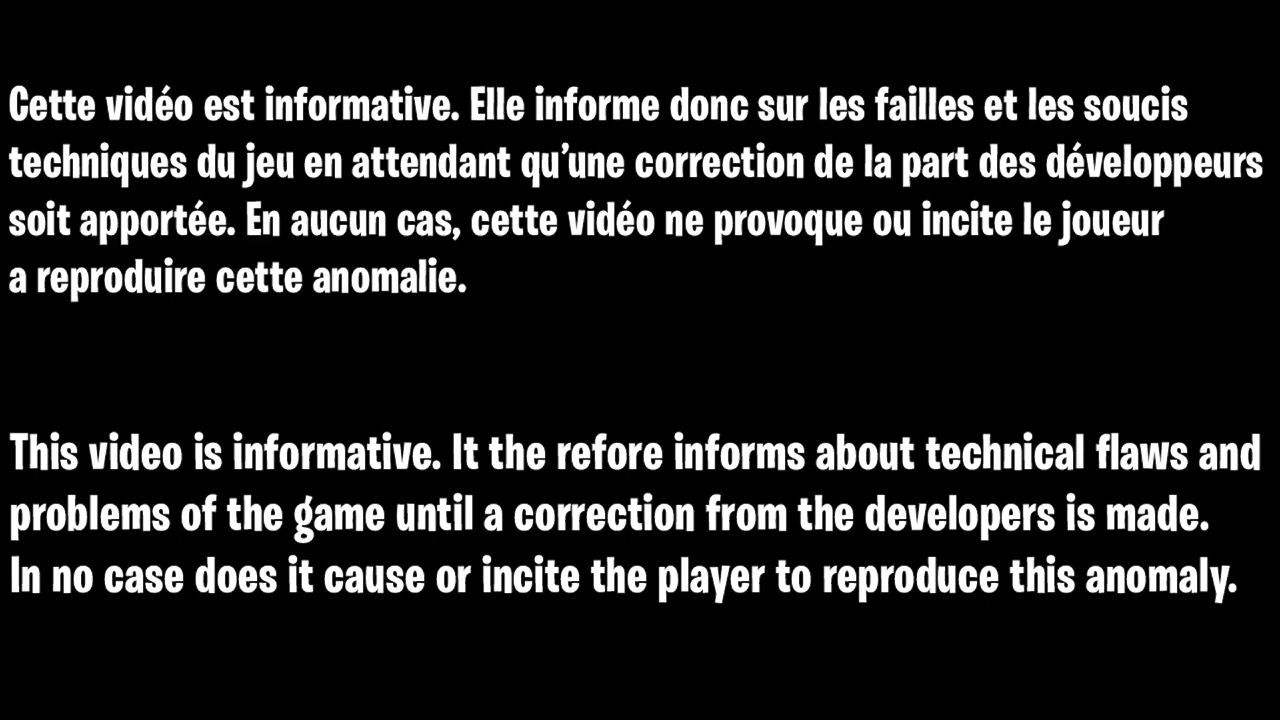 Cette vidéo est informative. Elle informe donc sur les failles et les soucis
techniques du jeu en attendant qu’une correction de la part des développeurs
soit apportée. En aucun cas, cette vidéo ne provoque ou incite le joueur
a reproduire cette anomalie.
This video is informative. It the refore informs about technical flaws and
problems of the game until a correction from the developers is made.
In no case does it cause or incite the player to reproduce this anomaly.